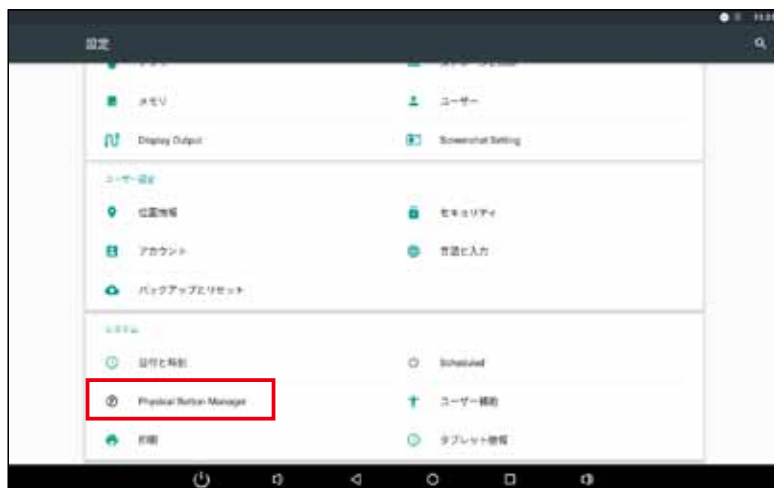 設定
メモリ
ユーザー
Display Output
Screenshot Setting
ユーザー設定
位置情報
セキュリティ
アカウント
言語と入力
バックアップとリセット
システム
日付と時刻
Scheduled
Physical Button Manager
ユーザー補助
印刷
タブレット情報